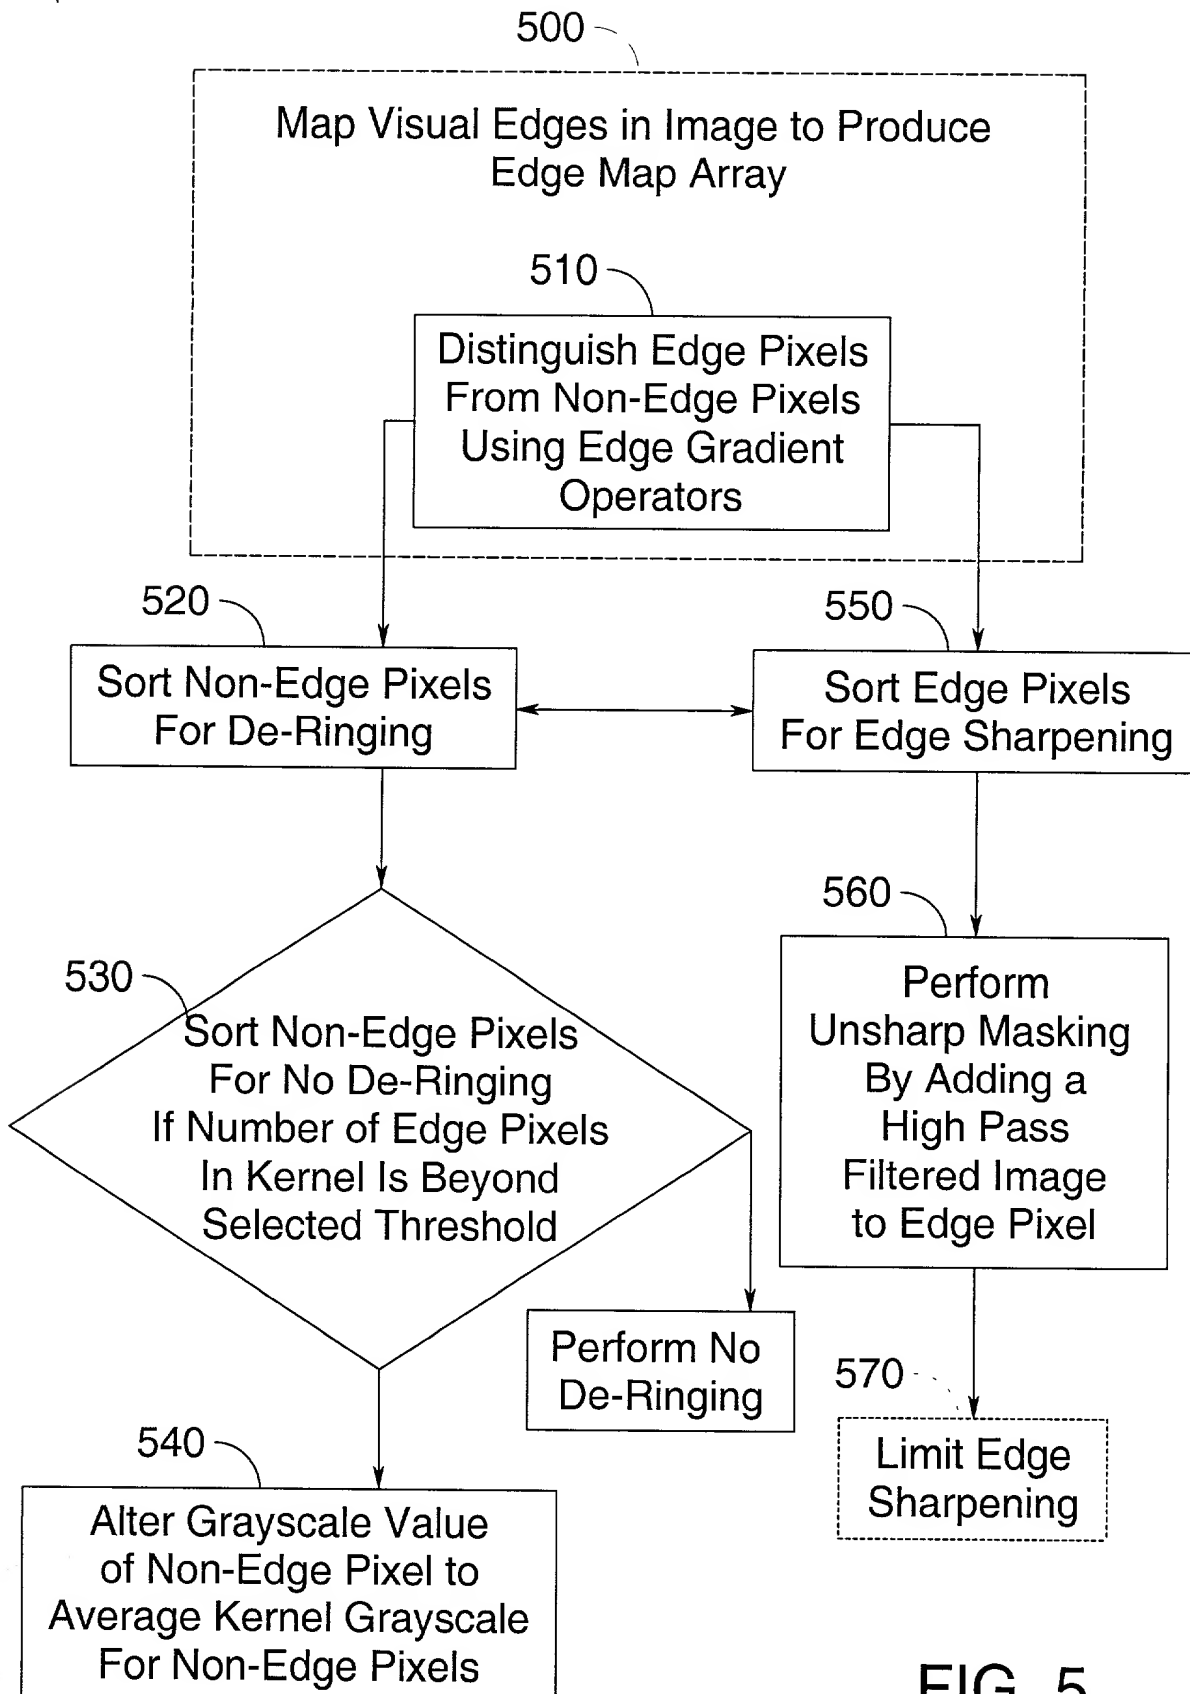 500
Map Visual Edges in Image to Produce
Edge Map Array
510
Distinguish Edge Pixels
From Non-Edge Pixels
Using Edge Gradient
Operators
520
Sort Non-Edge Pixels
For De-Ringing
550
Sort Edge Pixels
For Edge Sharpening
530
Sort Non-Edge Pixels
For No De-Ringing
If Number of Edge Pixels
In Kernel Is Beyond
Selected Threshold
560
Perform
Unsharp Masking
By Adding a
High Pass
Filtered Image
to Edge Pixel
Perform No
De-Ringing
570
Limit Edge
Sharpening
540
Alter Grayscale Value
of Non-Edge Pixel to
Average Kernel Grayscale
For Non-Edge Pixels
FIG. 5